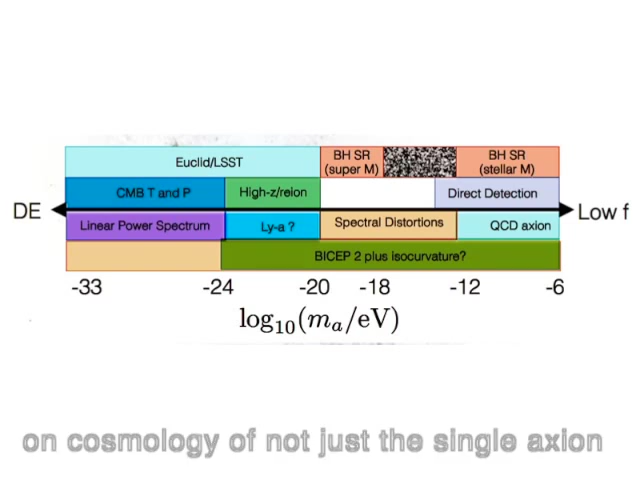 Euclid/LSST
BH SR
(super M)
BH SR
(stellar M)
CMB T and P
High-z/reion
Direct Detection
DE
Low f
Linear Power Spectrum
Ly-a ?
Spectral Distortions
QCD axion
BICEP 2 plus isocurvature?
-33 -24 -20 -18 -12 -6
log₁₀(mₐ/eV)
on cosmology of not just the single axion